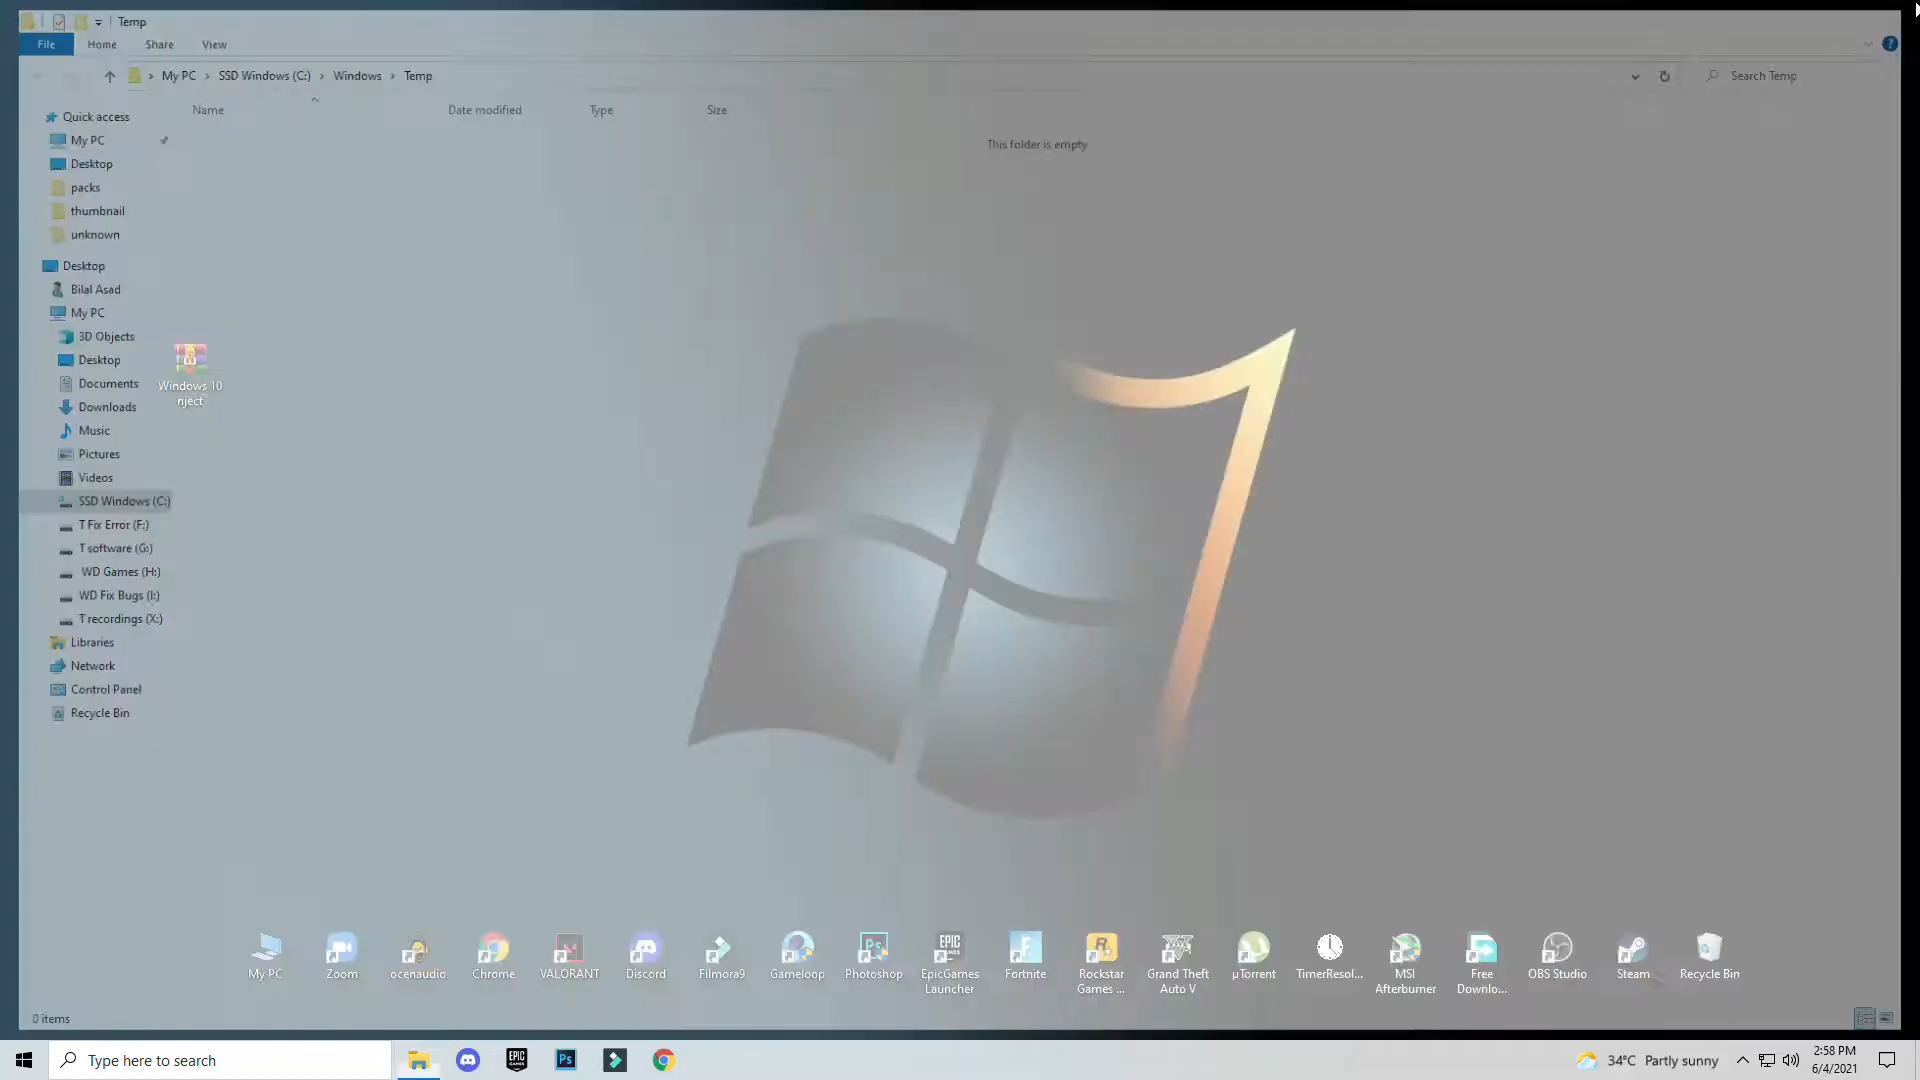 Temp
File Home Share View
My PC SSD Windows (C:) Windows Temp
Search Temp
Name Date modified Type Size
This folder is empty
Quick access
My PC
Desktop
packs
thumbnail
unknown
Desktop
Bilal Asad
My PC
3D Objects
Desktop
Documents
Downloads
Music
Pictures
Videos
SSD Windows (C:)
T Fix Error (F:)
T software (G:)
WD Games (H:)
WD Fix Bugs (I:)
T recordings (X:)
Libraries
Network
Control Panel
Recycle Bin
Windows 10
nject
My PC
Zoom
ocenaudio
Chrome
VALORANT
Discord
Filmora9
Gameloop
Photoshop
EpicGames
Launcher
Fortnite
Rockstar
Games ...
Grand Theft
Auto V
µTorrent
TimerResol...
MSI
Afterburner
Free
Downlo...
OBS Studio
Steam
Recycle Bin
0 items
Type here to search
34°C Partly sunny
2:58 PM
6/4/2021